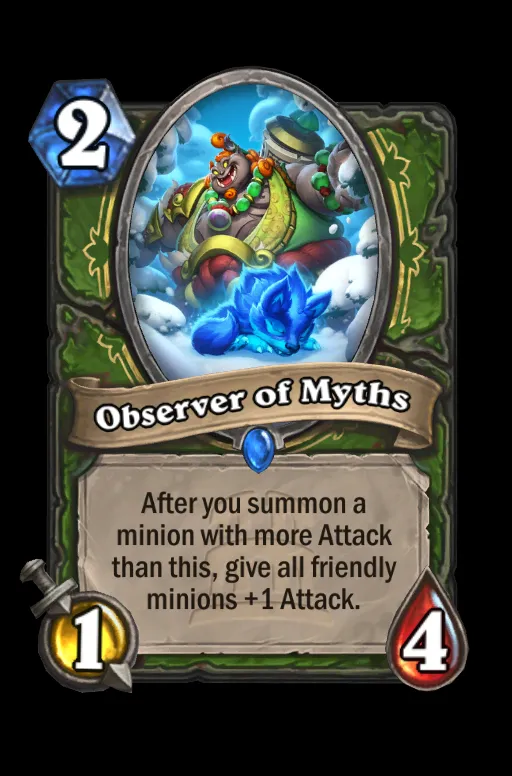 2
Observer of Myths
After you summon a
minion with more Attack
than this, give all friendly
minions +1 Attack.
1
4